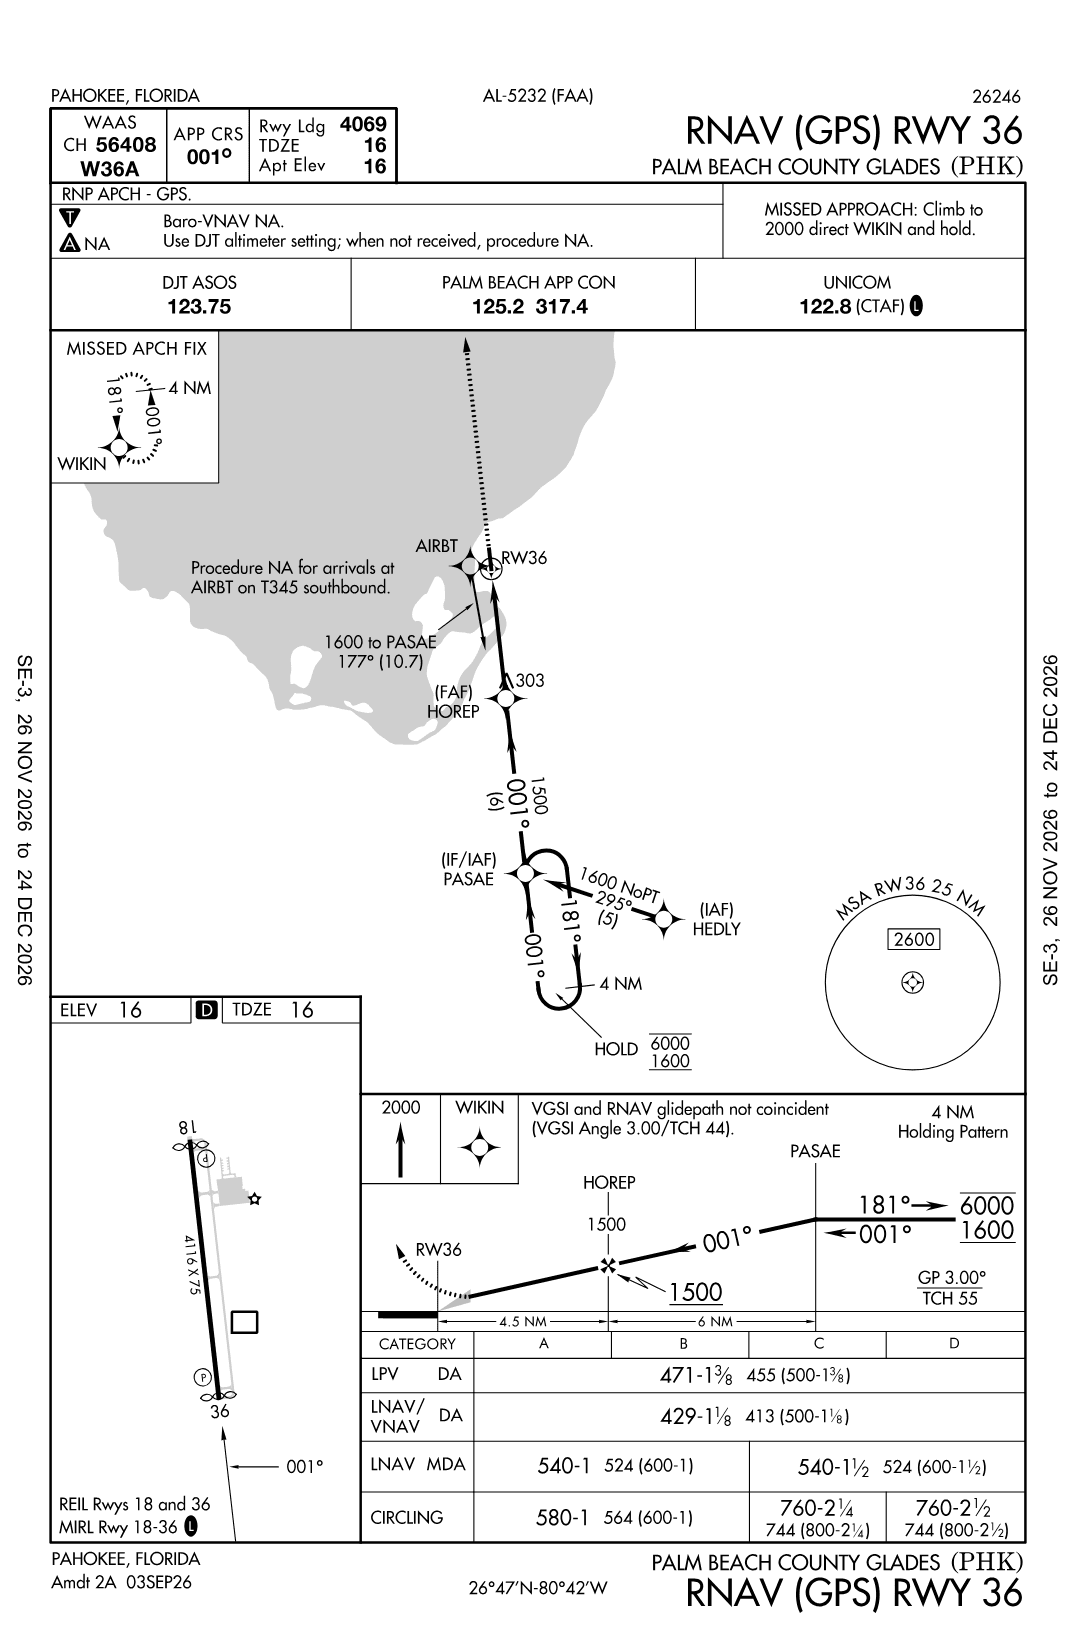 PAHOKEE, FLORIDA
AL-5232 (FAA)
26246
WAAS
CH 56408
W36A
APP CRS
001°
Rwy Ldg 4069
TDZE 16
Apt Elev 16
RNAV (GPS) RWY 36
PALM BEACH COUNTY GLADES (PHK)
RNP APCH - GPS.
T
A NA
Baro-VNAV NA.
Use DJT altimeter setting; when not received, procedure NA.
MISSED APPROACH: Climb to
2000 direct WIKIN and hold.
DJT ASOS
123.75
PALM BEACH APP CON
125.2 317.4
UNICOM
122.8 (CTAF) L
MISSED APCH FIX
4 NM
181°
001°
WIKIN
AIRBT
RW36
Procedure NA for arrivals at
AIRBT on T345 southbound.
1600 to PASAE
177° (10.7)
303
(FAF)
HOREP
1500
001°
(6)
(IF/IAF)
PASAE
1600 NoPT
295°
(5)
(IAF)
HEDLY
181°
001°
4 NM
HOLD 6000
1600
MSA RW36 25 NM
2600
SE-3, 26 NOV 2026 to 24 DEC 2026
SE-3, 26 NOV 2026 to 24 DEC 2026
ELEV 16
D
TDZE 16
18
P
4116 X 75
P
36
001°
REIL Rwys 18 and 36
MIRL Rwy 18-36 L
2000
WIKIN
VGSI and RNAV glidepath not coincident
(VGSI Angle 3.00/TCH 44).
4 NM
Holding Pattern
PASAE
HOREP
1500
RW36
001°
1500
181°
001°
6000
1600
GP 3.00°
TCH 55
4.5 NM
6 NM
CATEGORY A B C D
LPV DA 471-1⅜ 455 (500-1⅜)
LNAV/
VNAV DA 429-1⅛ 413 (500-1⅛)
LNAV MDA 540-1 524 (600-1) 540-1½ 524 (600-1½)
CIRCLING 580-1 564 (600-1) 760-2¼ 760-2½
744 (800-2¼) 744 (800-2½)
PAHOKEE, FLORIDA
Amdt 2A 03SEP26
26°47'N-80°42'W
PALM BEACH COUNTY GLADES (PHK)
RNAV (GPS) RWY 36